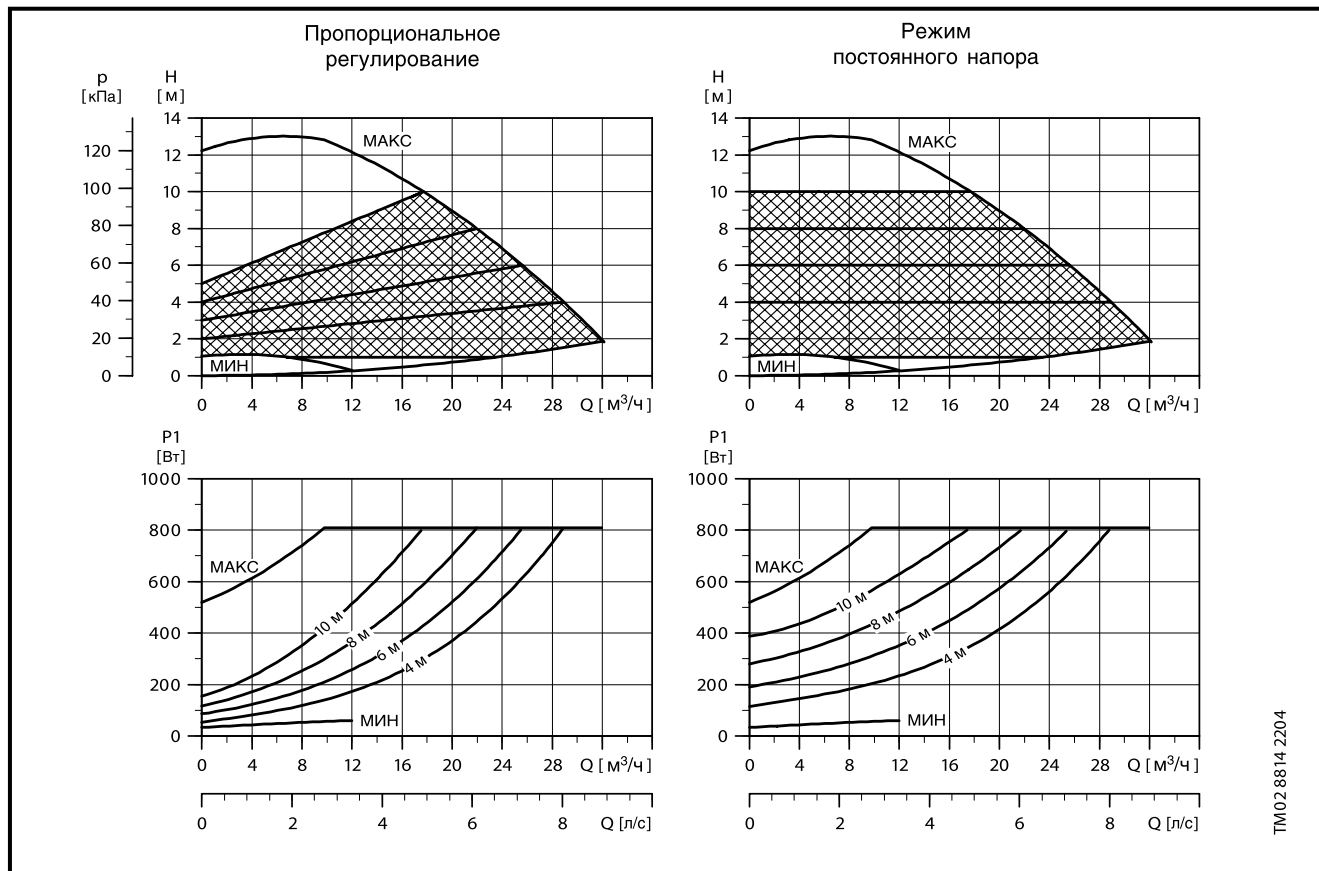 Пропорциональное
регулирование
Режим
постоянного напора
p
[кПа]
H
[м]
14
12
10
8
6
4
2
0
120
100
80
60
40
20
0
МАКС
МИН
0 4 8 12 16 20 24 28 Q [м³/ч]
H
[м]
14
12
10
8
6
4
2
0
МАКС
МИН
0 4 8 12 16 20 24 28 Q [м³/ч]
P1
[Вт]
1000
800
600
400
200
0
МАКС
10 м
8 м
6 м
4 м
МИН
0 4 8 12 16 20 24 28 Q [м³/ч]
0 2 4 6 8 Q [л/с]
P1
[Вт]
1000
800
600
400
200
0
МАКС
10 м
8 м
6 м
4 м
МИН
0 4 8 12 16 20 24 28 Q [м³/ч]
0 2 4 6 8 Q [л/с]
TM02 8814 2204